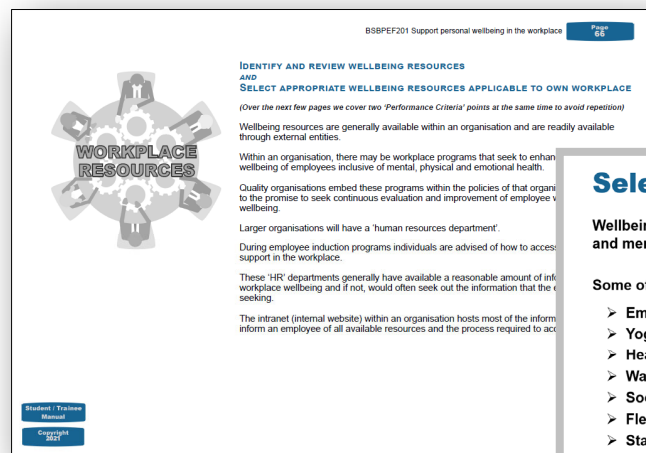 BSBPEF201 Support personal wellbeing in the workplace
Page
66
IDENTIFY AND REVIEW WELLBEING RESOURCES
AND
SELECT APPROPRIATE WELLBEING RESOURCES APPLICABLE TO OWN WORKPLACE
(Over the next few pages we cover two 'Performance Criteria' points at the same time to avoid repetition)
Wellbeing resources are generally available within an organisation and are readily available
through external entities.
WORKPLACE
RESOURCES
Within an organisation, there may be workplace programs that seek to enhan
wellbeing of employees inclusive of mental, physical and emotional health.
Quality organisations embed these programs within the policies of that organi
to the promise to seek continuous evaluation and improvement of employee
wellbeing.
Larger organisations will have a 'human resources department'.
During employee induction programs individuals are advised of how to access
support in the workplace.
These 'HR' departments generally have available a reasonable amount of info
workplace wellbeing and if not, would often seek out the information that the
seeking.
The intranet (internal website) within an organisation hosts most of the inform
inform an employee of all available resources and the process required to acc
Sele
Wellbein
and men
Some of
➢ Em
➢ Yog
➢ Hea
➢ Wa
➢ Soc
➢ Fle
➢ Sta
Student / Trainee
Manual
Copyright
2021